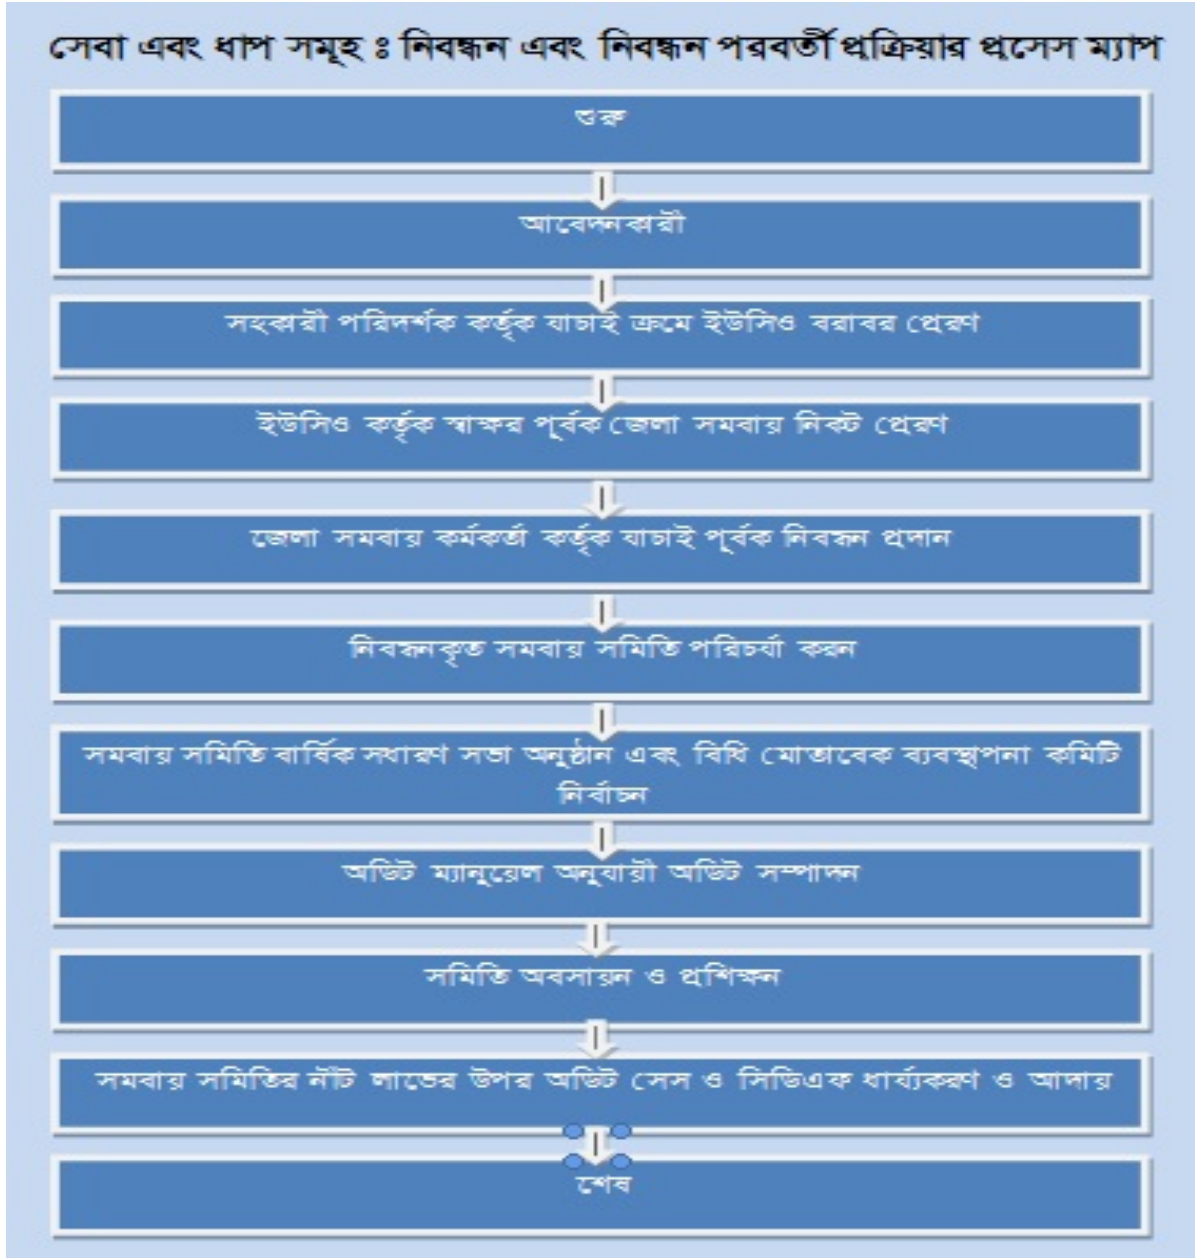 সেবা এবং ধাপ সমূহ ঃ নিবন্ধন এবং নিবন্ধন পরবর্তী প্রক্রিয়ার প্রসেস ম্যাপ
শুরু
আবেদনকারী
সহকারী পরিদর্শক কর্তৃক যাচাই ক্রমে ইউসিও বরাবর প্রেরণ
ইউসিও কর্তৃক স্বাক্ষর পূর্বক জেলা সমবায় নিকট প্রেরণ
জেলা সমবায় কর্মকর্তা কর্তৃক যাচাই পূর্বক নিবন্ধন প্রদান
নিবন্ধনকৃত সমবায় সমিতি পরিচর্যা করন
সমবায় সমিতি বার্ষিক সধারণ সভা অনুষ্ঠান এবং বিধি মোতাবেক ব্যবস্থাপনা কমিটি
নির্বাচন
অডিট ম্যানুয়েল অনুযায়ী অডিট সম্পাদন
সমিতি অবসায়ন ও প্রশিক্ষন
সমবায় সমিতির নীট লাভের উপর অডিট সেস ও সিডিএফ ধার্য্যকরণ ও আদায়
শেষ